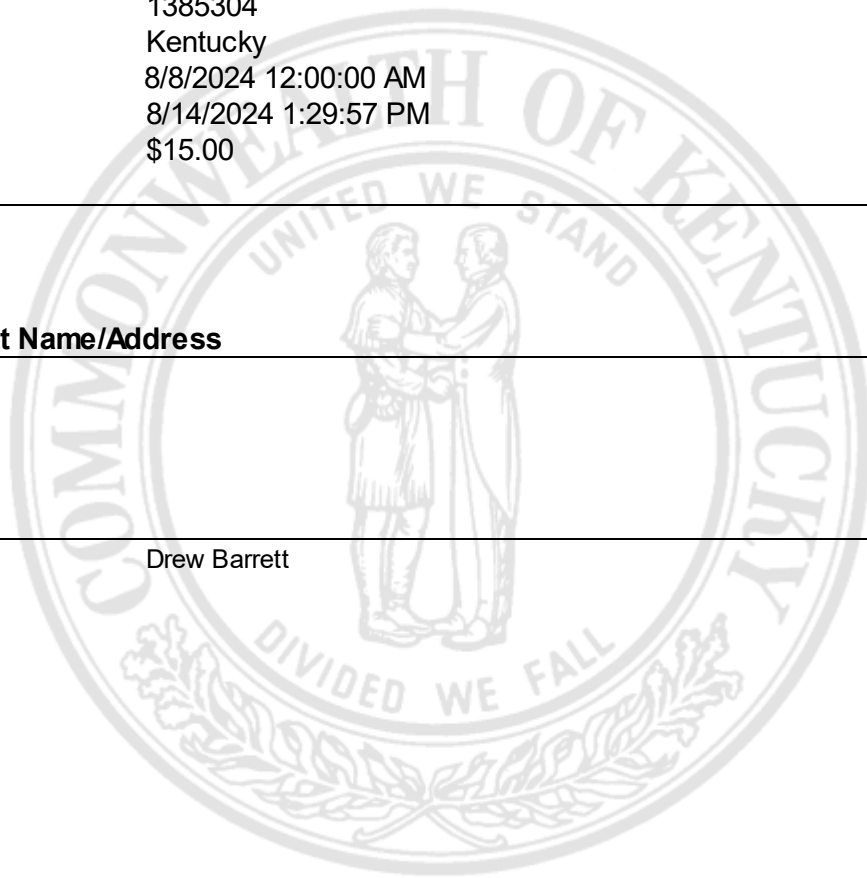 1385304
Kentucky
8/8/2024 12:00:00 AM
8/14/2024 1:29:57 PM
$15.00
COMMONWEALTH OF KENTUCKY
UNITED WE STAND
t Name/Address
Drew Barrett
DIVIDED WE FALL